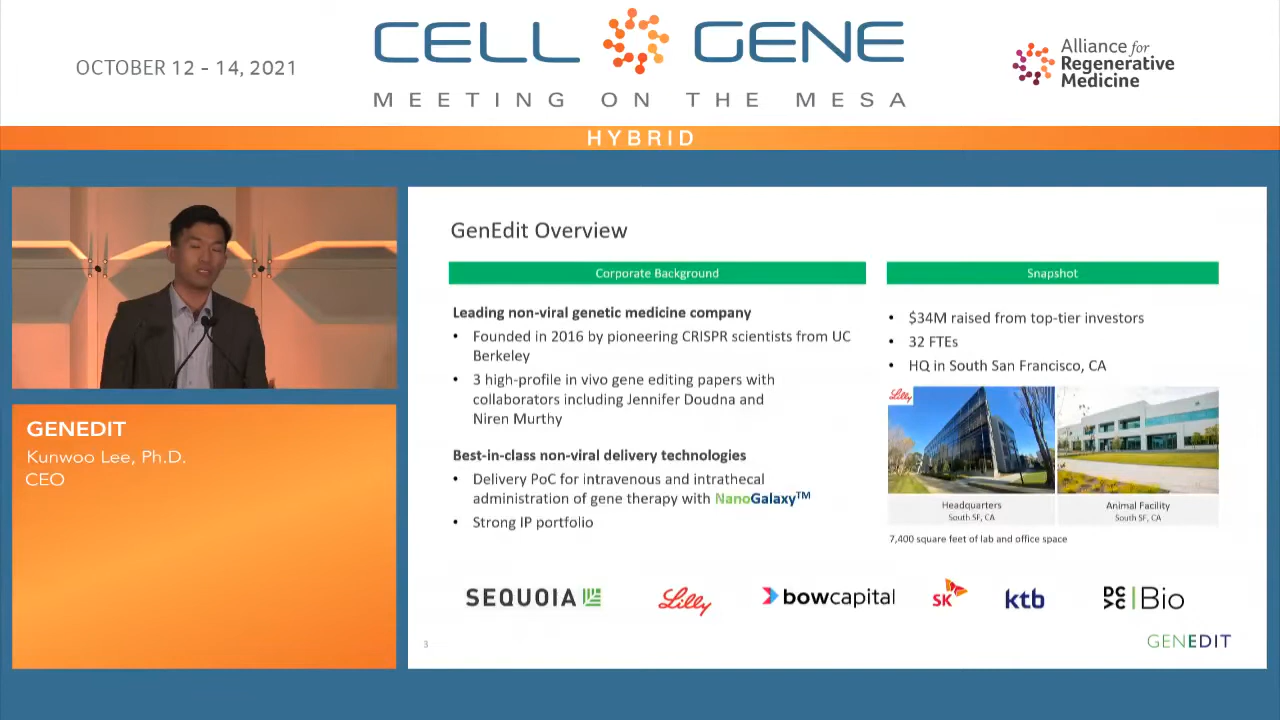 OCTOBER 12 - 14, 2021
CELL GENE
MEETING ON THE MESA
Alliance for
Regenerative
Medicine
HYBRID
GENEDIT
Kunwoo Lee, Ph.D.
CEO
GenEdit Overview
Corporate Background
Leading non-viral genetic medicine company
• Founded in 2016 by pioneering CRISPR scientists from UC
Berkeley
• 3 high-profile in vivo gene editing papers with
collaborators including Jennifer Doudna and
Niren Murthy
Best-in-class non-viral delivery technologies
• Delivery PoC for intravenous and intrathecal
administration of gene therapy with NanoGalaxy™
• Strong IP portfolio
Snapshot
• $34M raised from top-tier investors
• 32 FTEs
• HQ in South San Francisco, CA
Lilly
Headquarters
South SF, CA
Animal Facility
South SF, CA
7,400 square feet of lab and office space
SEQUOIA
Lilly
bowcapital
SK
ktb
DCVC Bio
3
GENEDIT